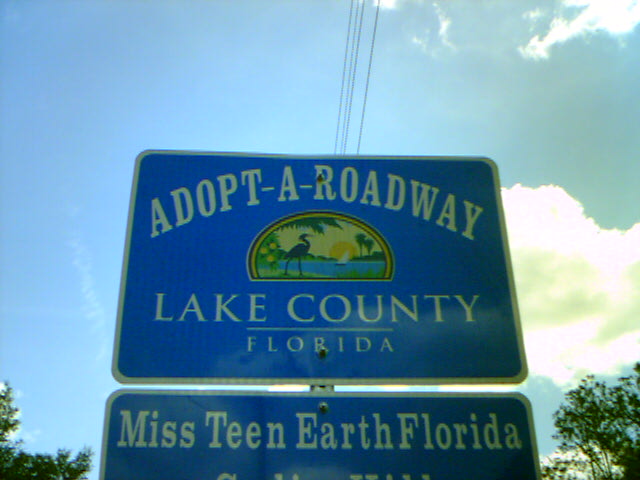 ADOPT-A-ROADWAY
LAKE COUNTY
FLORIDA
Miss Teen Earth Florida